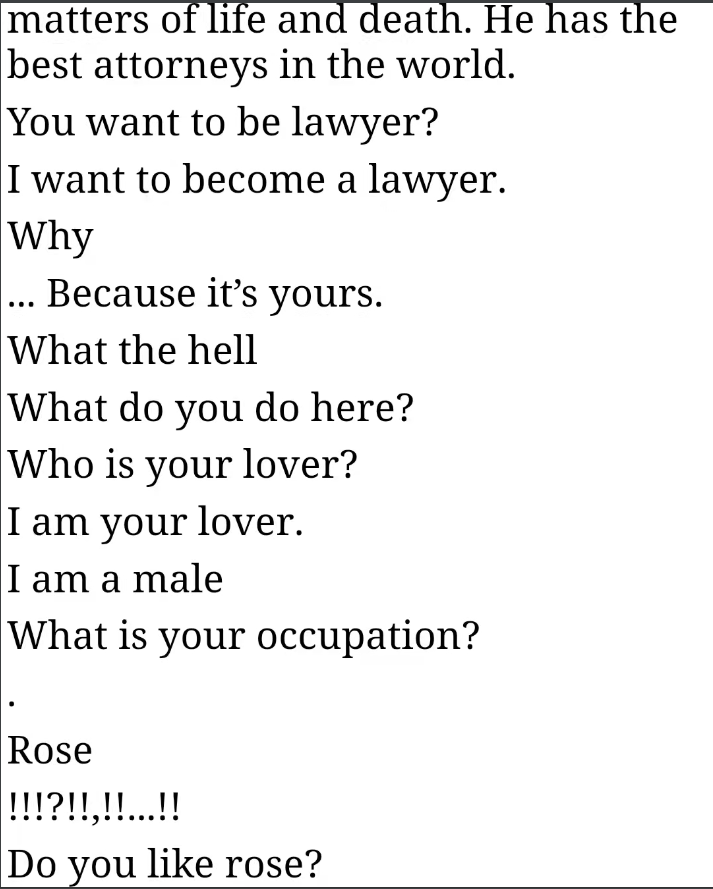 matters of life and death. He has the
best attorneys in the world.
You want to be lawyer?
I want to become a lawyer.
Why
... Because it’s yours.
What the hell
What do you do here?
Who is your lover?
I am your lover.
I am a male
What is your occupation?
.
Rose
!!!?!!,!!...!!
Do you like rose?